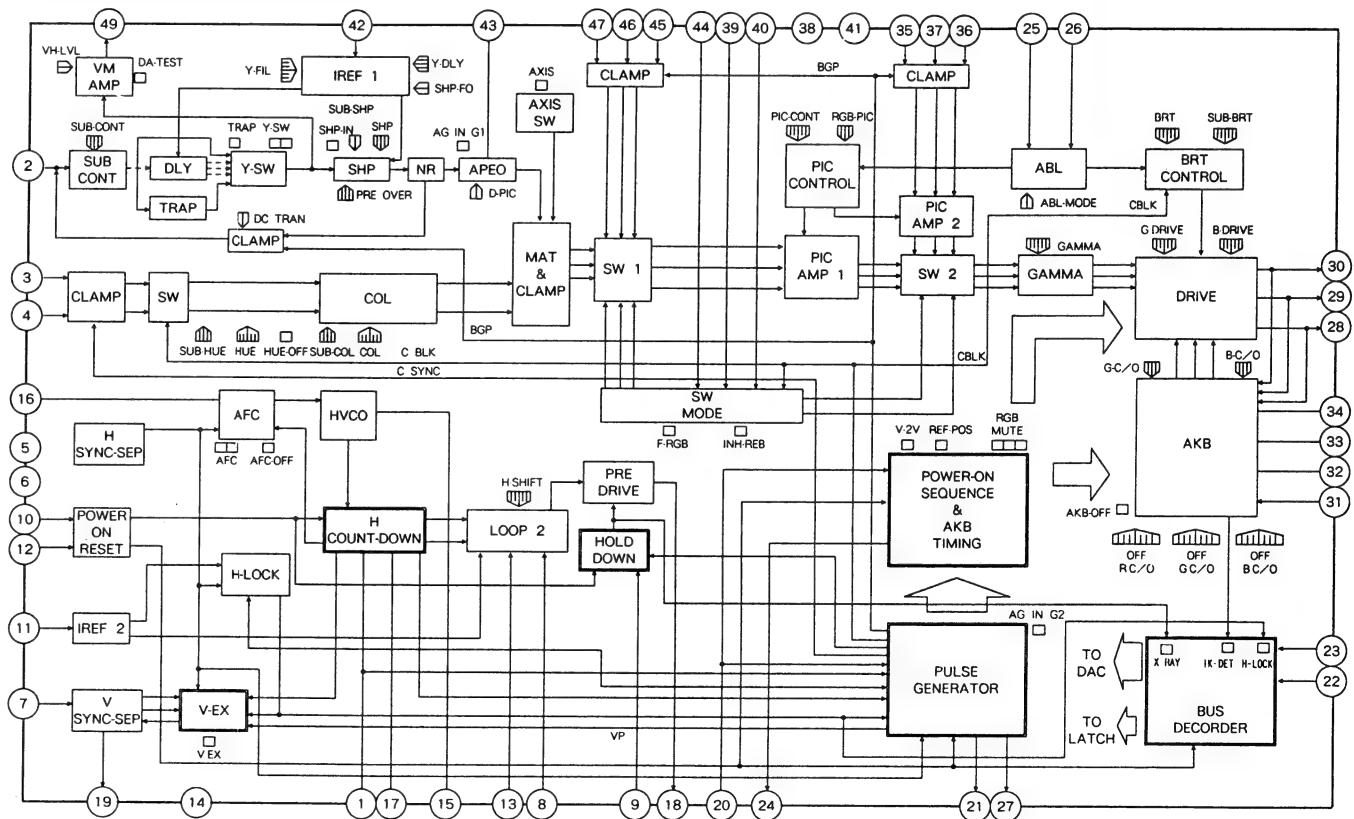 49 42 43 47 46 45 44 39 40 38 41 35 37 36 25 26
VH-LVL
VM
AMP
DA-TEST
Y-FIL
IREF 1
Y-DLY
SHP-FO
CLAMP
BGP
CLAMP
AXIS
AXIS
SW
SUB-CONT
TRAP Y-SW
SUB-SHP
SHP-IN
SHP
AG IN G1
PIC-CONT
RGB-PIC
BRT
SUB-BRT
2
SUB
CONT
DLY
Y-SW
SHP
NR
APEO
PIC
CONTROL
ABL
BRT
CONTROL
PRE OVER
D-PIC
ABL-MODE
CBLK
TRAP
DC TRAN
CLAMP
PIC
AMP 2
MAT
&
CLAMP
SW 1
PIC
AMP 1
SW 2
GAMMA
GAMMA
G DRIVE
B-DRIVE
DRIVE
3
4
CLAMP
SW
COL
30
29
28
SUB-HUE
HUE
HUE-OFF
SUB-COL
COL
C BLK
BGP
CBLK
C SYNC
G-C/O
B-C/O
16
AFC
HVCO
SW
MODE
F-RGB
INH-REB
AKB
34
33
32
31
5
H
SYNC-SEP
AFC
AFC-OFF
V-2V
REF-POS
RGB
MUTE
6
H SHIFT
PRE
DRIVE
POWER-ON
SEQUENCE
&
AKB
TIMING
AKB-OFF
10
12
POWER
ON
RESET
H
COUNT-DOWN
LOOP 2
HOLD
DOWN
OFF
R C/O
OFF
G C/O
OFF
B C/O
H-LOCK
11
IREF 2
AG IN G2
PULSE
GENERATOR
TO
DAC
X RAY
IK-DET
H-LOCK
23
22
7
V
SYNC-SEP
V-EX
V EX
VP
TO
LATCH
BUS
DECORDER
19 14 1 17 15 13 8 9 18 20 24 21 27